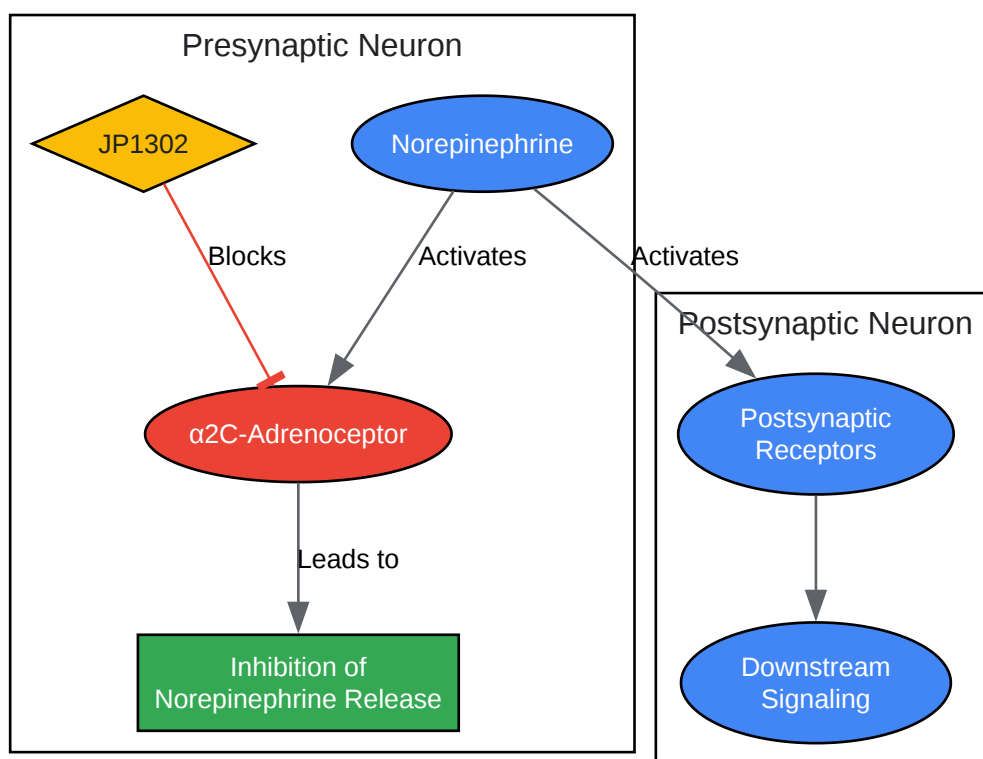 Presynaptic Neuron
JP1302
Norepinephrine
Blocks
Activates
Activates
Postsynaptic Neuron
α2C-Adrenoceptor
Postsynaptic
Receptors
Leads to
Inhibition of
Norepinephrine Release
Downstream
Signaling